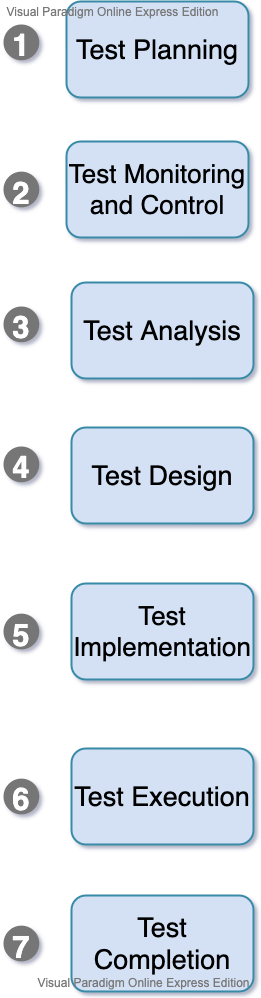 Visual Paradigm Online Express Edition
1
Test Planning
2
Test Monitoring
and Control
3
Test Analysis
4
Test Design
5
Test
Implementation
6
Test Execution
7
Test
Completion
Visual Paradigm Online Express Edition